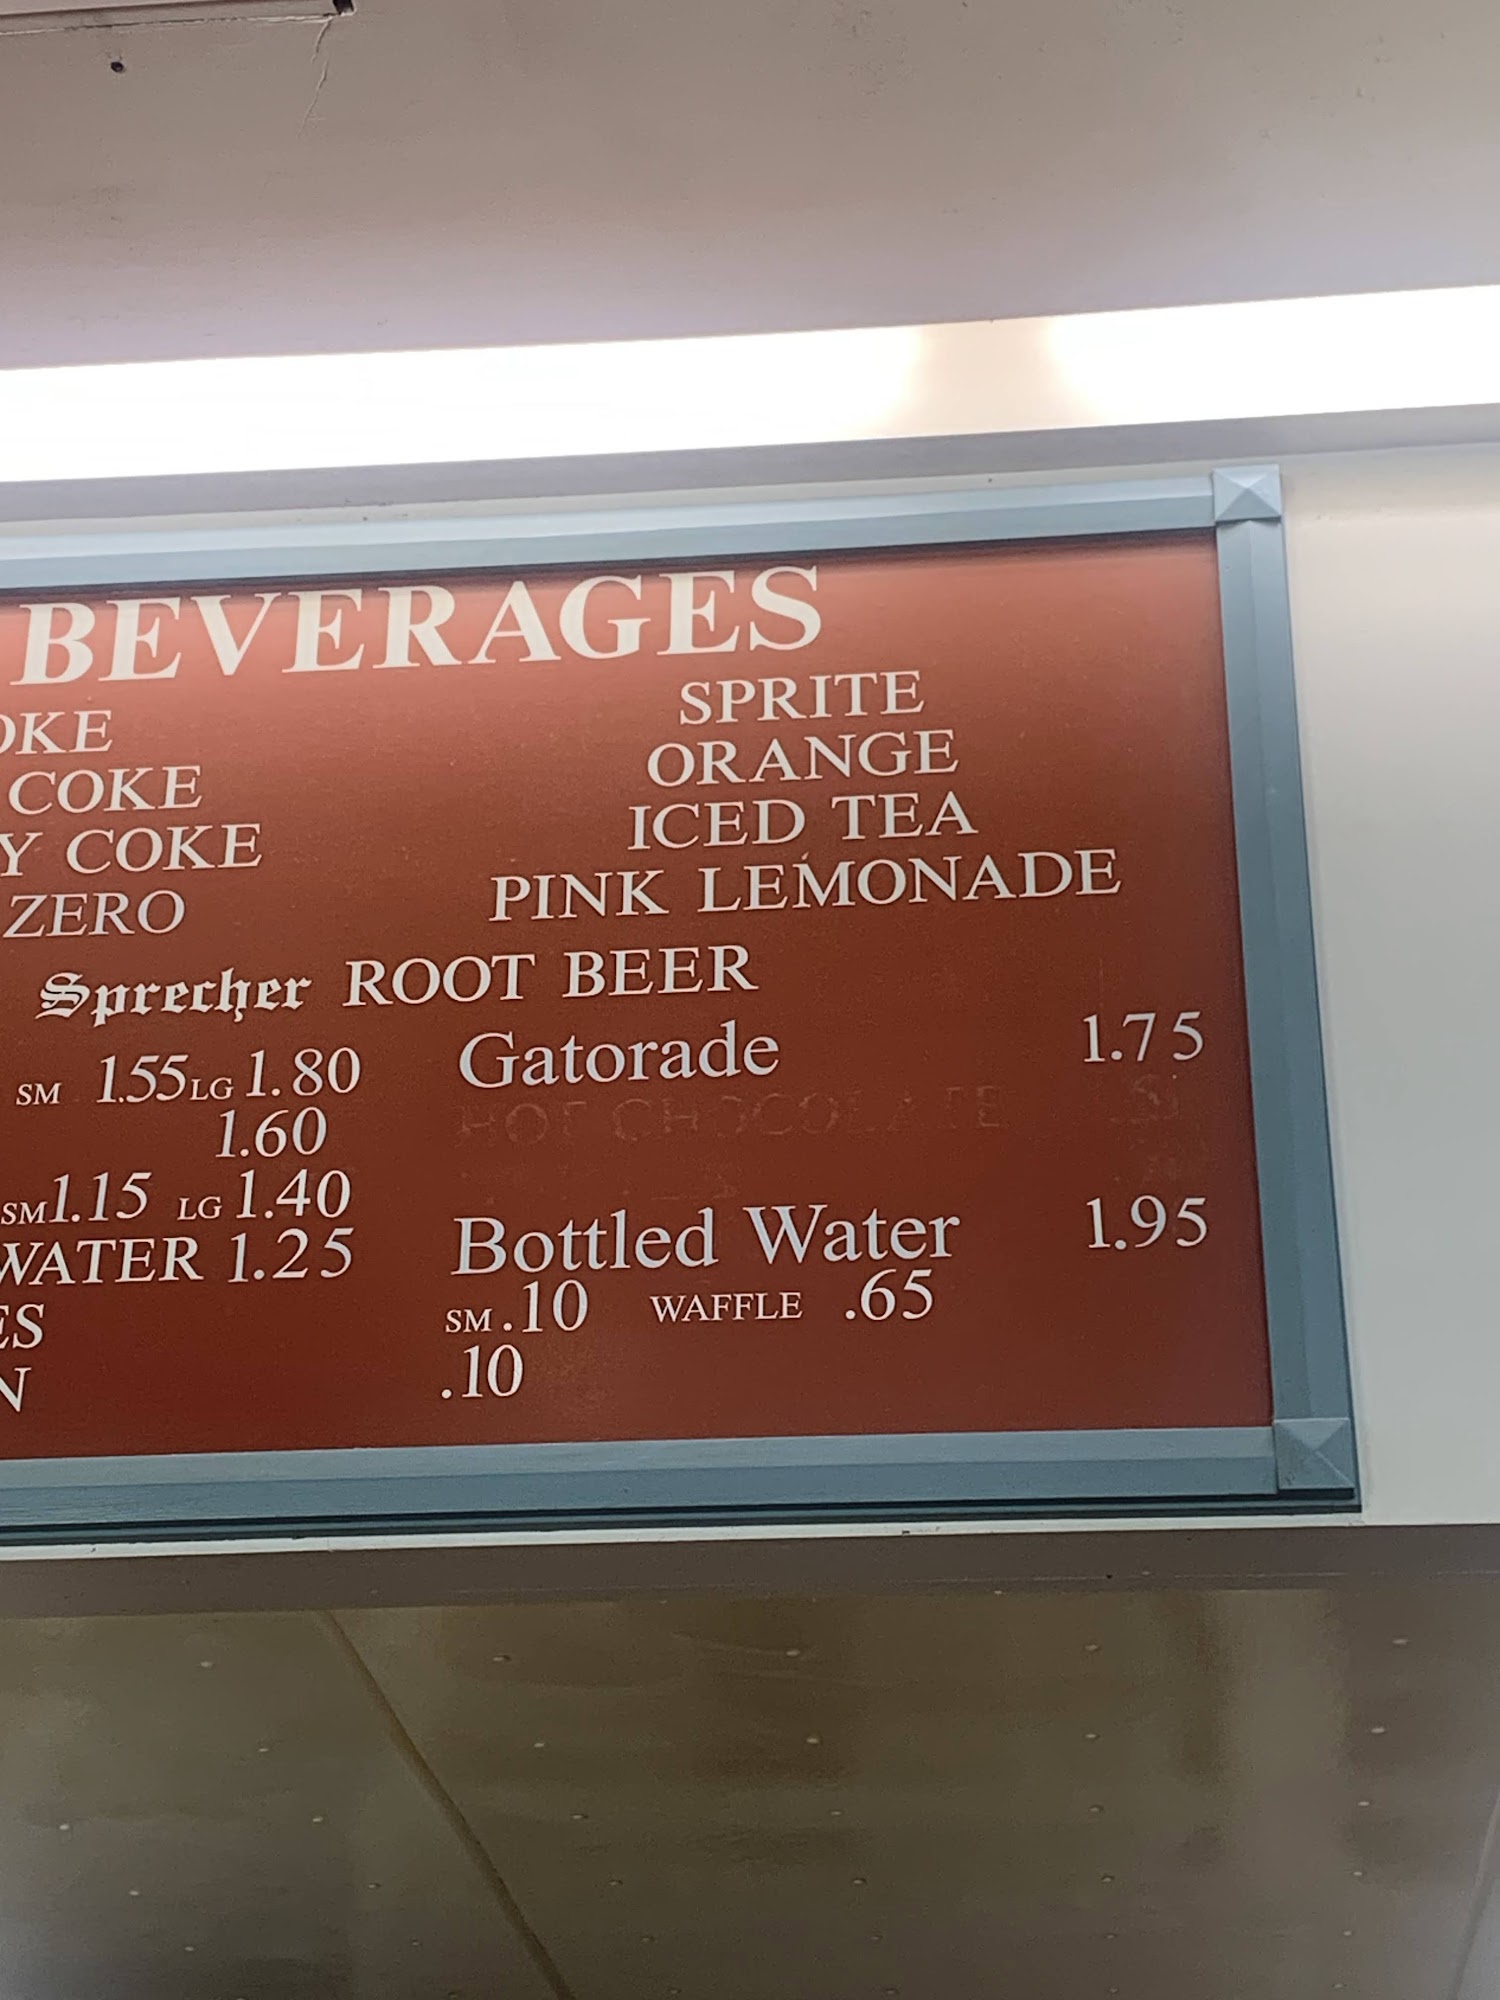 BEVERAGES
OKE
COKE
Y COKE
ZERO
SPRITE
ORANGE
ICED TEA
PINK LEMONADE
Sprecher ROOT BEER
SM 1.55 LG 1.80
1.60
SM 1.15 LG 1.40
WATER 1.25
ES
N
Gatorade 1.75
HOT CHOCOLATE
Bottled Water 1.95
SM .10 WAFFLE .65
.10